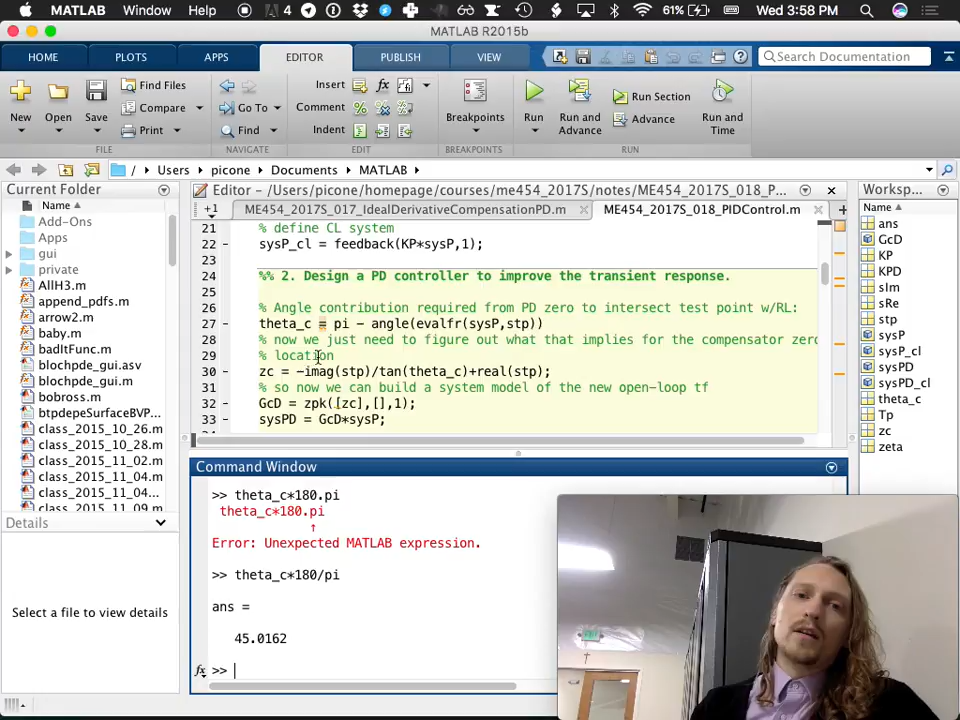 MATLAB Window Help 4 61% Wed 3:58 PM
MATLAB R2015b
HOME PLOTS APPS EDITOR PUBLISH VIEW Search Documentation
New Open Save Find Files Compare Print
FILE
Go To Find
NAVIGATE
Insert fx
Comment %
Indent
EDIT
Breakpoints
BREAKPOINTS
Run Run and Advance Run Section Advance Run and Time
RUN
/ Users picone Documents MATLAB
Current Folder
Name
Add-Ons
Apps
gui
private
AllH3.m
append_pdfs.m
arrow2.m
baby.m
badItFunc.m
blochpede_gui.asv
blochpede_gui.m
bobross.m
btpdepeSurfaceBVP...
class_2015_10_26.m
class_2015_10_28.m
class_2015_11_02.m
class_2015_11_04.m
class_2015_11_04...
class_2015_11_09.m
Details
Select a file to view details
Editor - /Users/picone/homepage/courses/me454_2017S/notes/ME454_2017S_018_P...
+1 ME454_2017S_017_IdealDerivativeCompensationPD.m ME454_2017S_018_PIDControl.m
21 % define CL system
22 - sysP_cl = feedback(KP*sysP,1);
23
24 %% 2. Design a PD controller to improve the transient response.
25
26 % Angle contribution required from PD zero to intersect test point w/RL:
27 - theta_c = pi - angle(evalfr(sysP,stp))
28 % now we just need to figure out what that implies for the compensator zero
29 % location
30 - zc = -imag(stp)/tan(theta_c)+real(stp);
31 % so now we can build a system model of the new open-loop tf
32 - GcD = zpk([zc],[],1);
33 - sysPD = GcD*sysP;
Command Window
>> theta_c*180.pi
theta_c*180.pi
↑
Error: Unexpected MATLAB expression.
>> theta_c*180/pi
ans =
45.0162
fx >>
Worksp...
Name
ans
GcD
KP
KPD
sIm
sRe
stp
sysP
sysP_cl
sysPD
sysPD_cl
theta_c
Tp
zc
zeta